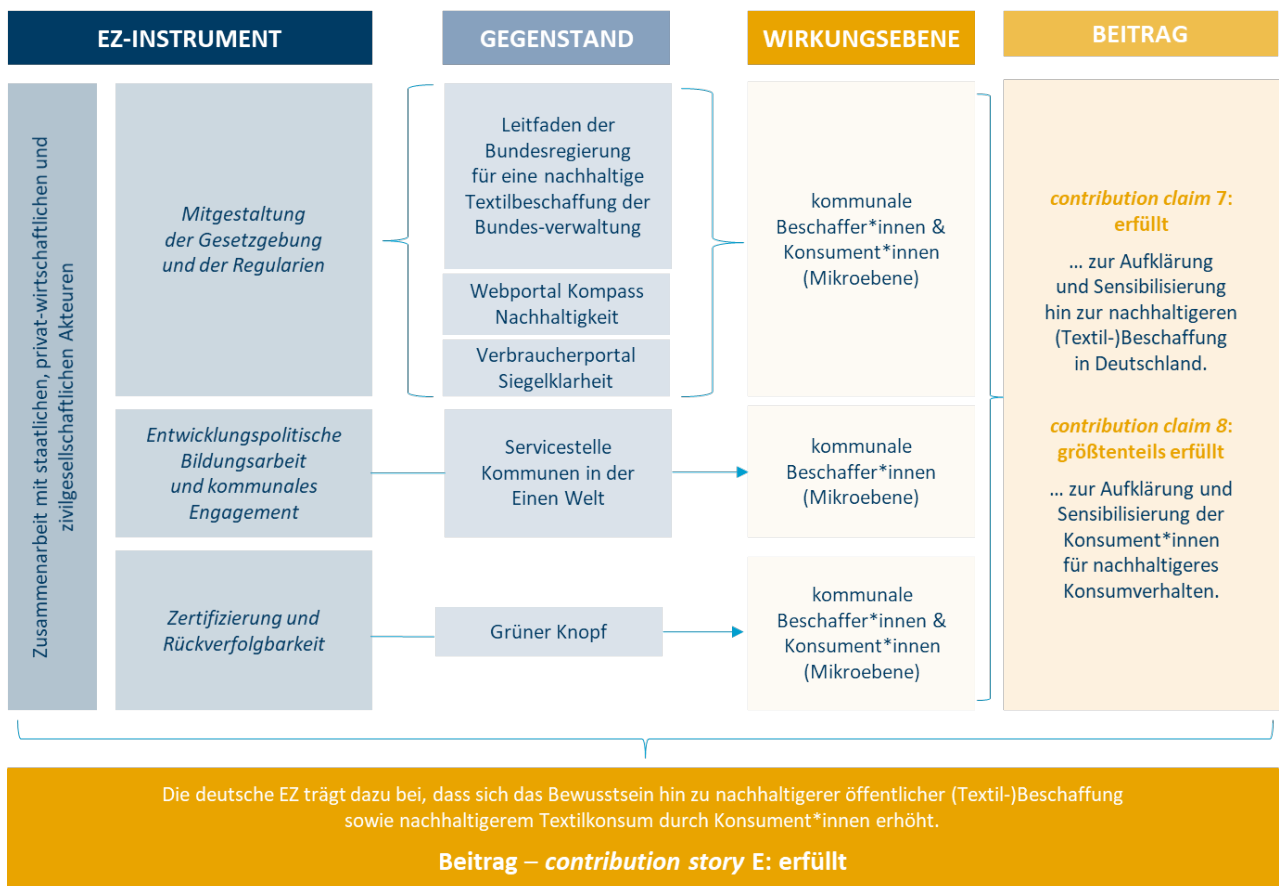 EZ-INSTRUMENT
GEGENSTAND
WIRKUNGSEBENE
BEITRAG
Zusammenarbeit mit staatlichen, privat-wirtschaftlichen und
zivilgesellschaftlichen Akteuren
Mitgestaltung
der Gesetzgebung
und der Regularien
Leitfaden der
Bundesregierung
für eine nachhaltige
Textilbeschaffung der
Bundes-verwaltung
Webportal Kompass
Nachhaltigkeit
Verbraucherportal
Siegelklarheit
kommunale
Beschaffer*innen &
Konsument*innen
(Mikroebene)
Entwicklungspolitische
Bildungsarbeit
und kommunales
Engagement
Servicestelle
Kommunen in der
Einen Welt
kommunale
Beschaffer*innen
(Mikroebene)
Zertifizierung und
Rückverfolgbarkeit
Grüner Knopf
kommunale
Beschaffer*innen &
Konsument*innen
(Mikroebene)
contribution claim 7:
erfüllt
... zur Aufklärung
und Sensibilisierung
hin zur nachhaltigeren
(Textil-)Beschaffung
in Deutschland.
contribution claim 8:
größtenteils erfüllt
... zur Aufklärung und
Sensibilisierung der
Konsument*innen
für nachhaltigeres
Konsumverhalten.
Die deutsche EZ trägt dazu bei, dass sich das Bewusstsein hin zu nachhaltigerer öffentlicher (Textil-)Beschaffung
sowie nachhaltigerem Textilkonsum durch Konsument*innen erhöht.
Beitrag – contribution story E: erfüllt